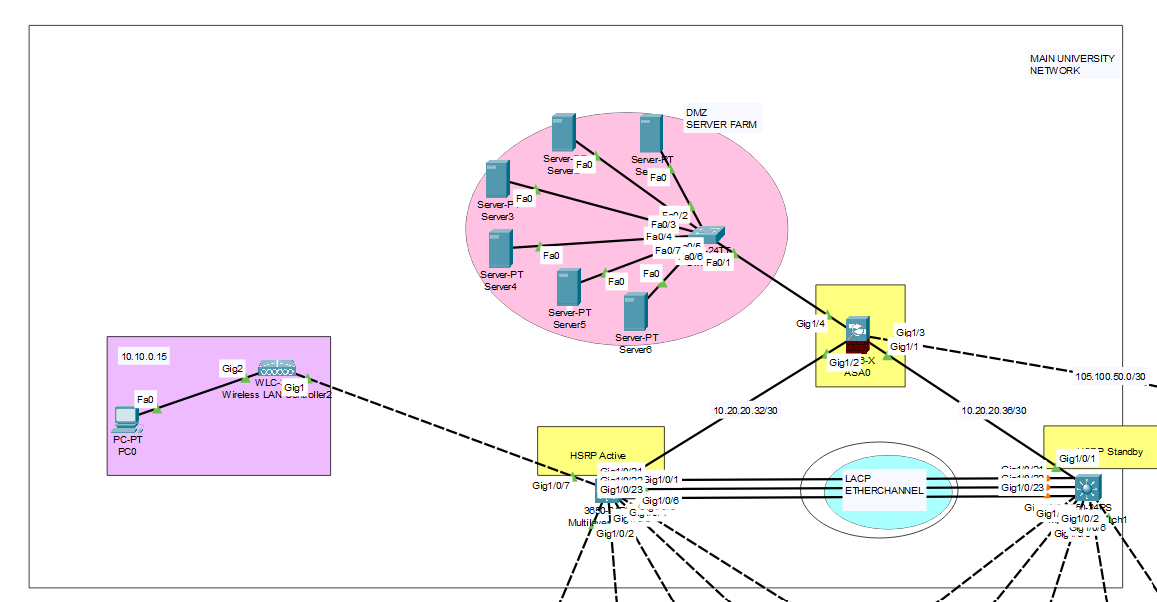 MAIN UNIVERSITY
NETWORK
DMZ
SERVER FARM
Server-PT
Fa0
Fa0
Fa0
Server3
Fa0/2
Fa0/3
Fa0/4
Fa0/7
Fa0/1
Fa0
Server-PT
Server4
Fa0
Fa0
Server-PT
Server5
Server-PT
Server6
Gig1/4
Gig1/3
Gig1/1
Gig1/2
ASA0
105.100.50.0/30
10.10.0.15
Gig2
Gig1
Wireless LAN
Fa0
PC-PT
PC0
10.20.20.32/30
10.20.20.36/30
HSRP Active
Standby
Gig1/0/1
Gig1/0/7
Gig1/0/23
Gig1/0/6
Gig1/0/2
LACP
ETHERCHANNEL
Gig1/0/23
Gig1/0/2